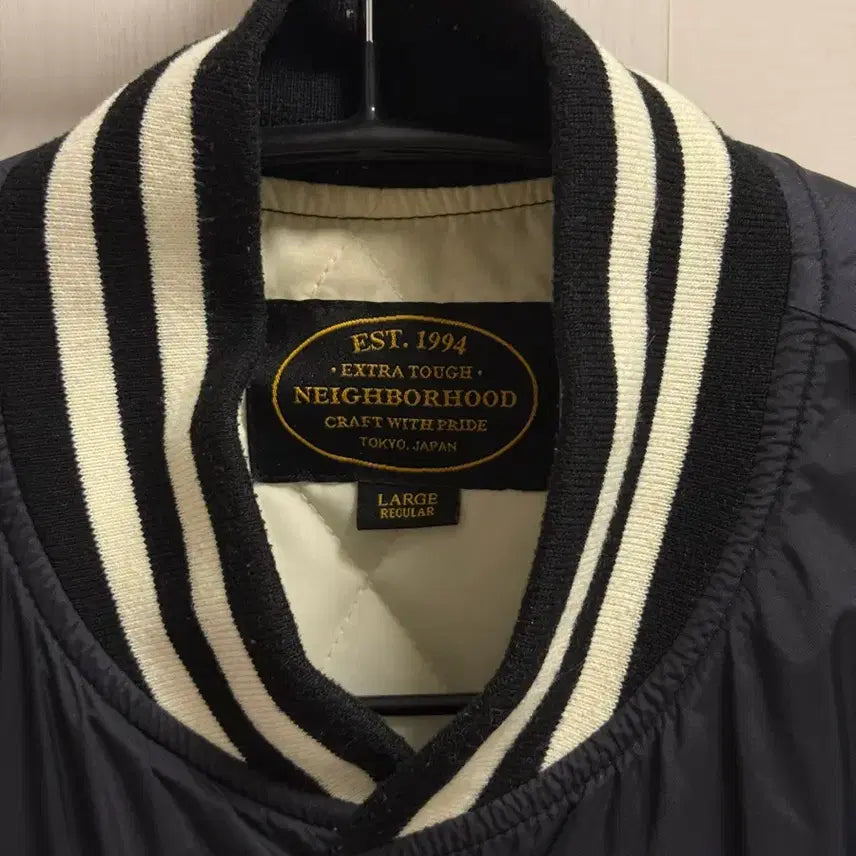 EST. 1994
• EXTRA TOUGH •
NEIGHBORHOOD
CRAFT WITH PRIDE
TOKYO. JAPAN
LARGE
REGULAR